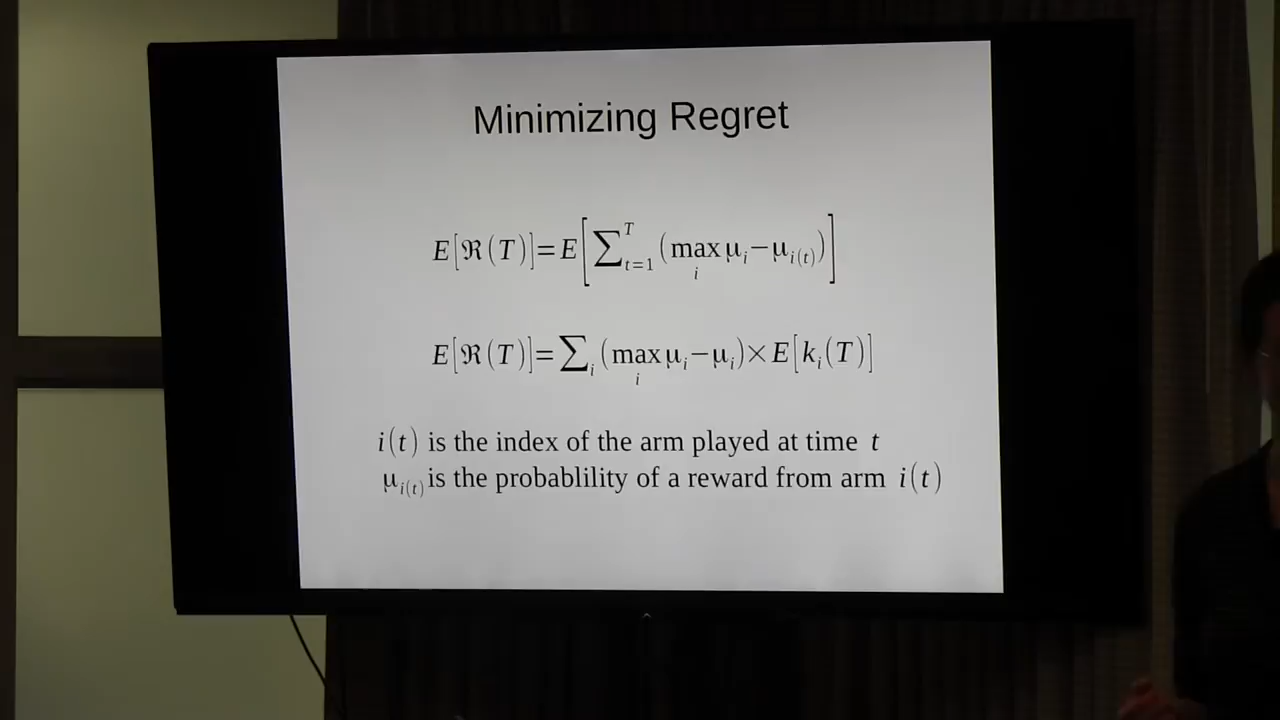 Minimizing Regret
E[ℜ(T)]=E[∑_{t=1}^{T}(max_i μ_i−μ_{i(t)})]
E[ℜ(T)]=∑_i(max_i μ_i−μ_i)×E[k_i(T)]
i(t) is the index of the arm played at time t
μ_{i(t)} is the probablility of a reward from arm i(t)